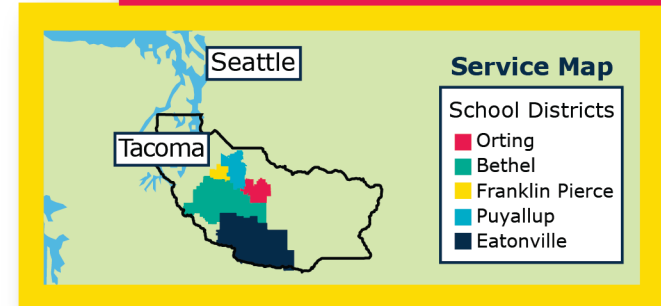 Seattle
Service Map
School Districts
Tacoma
Orting
Bethel
Franklin Pierce
Puyallup
Eatonville